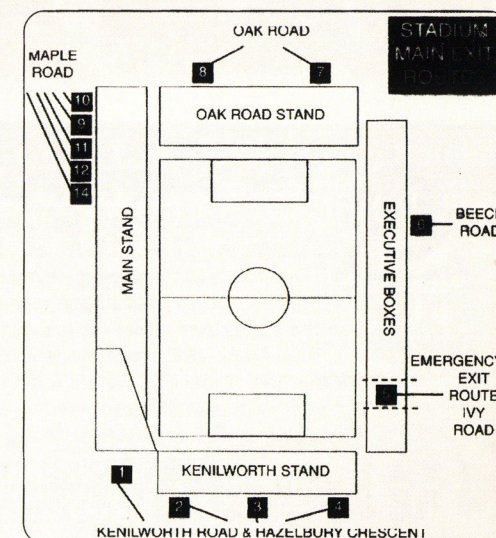 OAK ROAD
STADIUM
MAIN EXIT
ROUTES
MAPLE
ROAD
8
7
10
9
11
12
14
OAK ROAD STAND
MAIN STAND
EXECUTIVE BOXES
BEECH
ROAD
EMERGENCY
EXIT
ROUTE
IVY
ROAD
KENILWORTH STAND
1
2
3
4
KENILWORTH ROAD & HAZELBURY CRESCENT